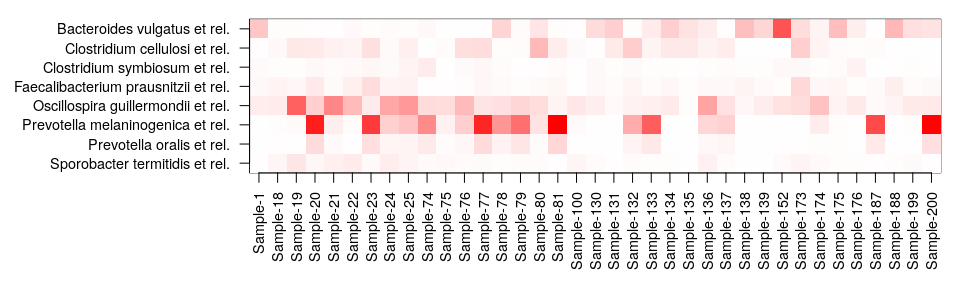 Bacteroides vulgatus et rel.
Clostridium cellulosi et rel.
Clostridium symbiosum et rel.
Faecalibacterium prausnitzii et rel.
Oscillospira guillermondii et rel.
Prevotella melaninogenica et rel.
Prevotella oralis et rel.
Sporobacter termitidis et rel.
Sample-1
Sample-18
Sample-19
Sample-20
Sample-21
Sample-22
Sample-23
Sample-24
Sample-25
Sample-74
Sample-75
Sample-76
Sample-77
Sample-78
Sample-79
Sample-80
Sample-81
Sample-100
Sample-130
Sample-131
Sample-132
Sample-133
Sample-134
Sample-135
Sample-136
Sample-137
Sample-138
Sample-139
Sample-152
Sample-173
Sample-174
Sample-175
Sample-176
Sample-187
Sample-188
Sample-199
Sample-200